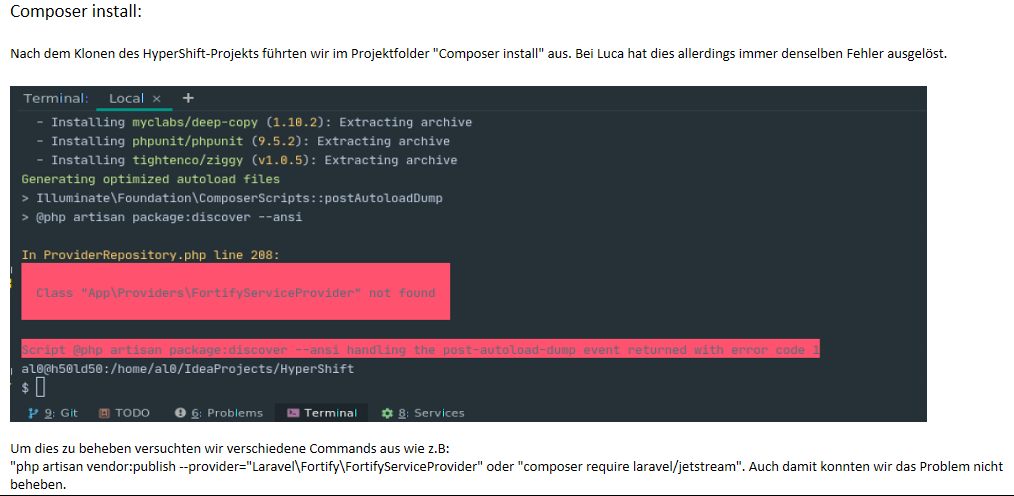 Composer install:
Nach dem Klonen des HyperShift-Projekts führten wir im Projektfolder "Composer install" aus. Bei Luca hat dies allerdings immer denselben Fehler ausgelöst.
Terminal: Local × +
- Installing myclabs/deep-copy (1.10.2): Extracting archive
- Installing phpunit/phpunit (9.5.2): Extracting archive
- Installing tightenco/ziggy (v1.0.5): Extracting archive
Generating optimized autoload files
> Illuminate\Foundation\ComposerScripts::postAutoloadDump
> @php artisan package:discover --ansi
In ProviderRepository.php line 208:
Class "App\Providers\FortifyServiceProvider" not found
Script @php artisan package:discover --ansi handling the post-autoload-dump event returned with error code 1
al0@h50ld50:/home/al0/IdeaProjects/HyperShift
$
9: Git TODO 6: Problems Terminal 8: Services
Um dies zu beheben versuchten wir verschiedene Commands aus wie z.B:
"php artisan vendor:publish --provider="Laravel\Fortify\FortifyServiceProvider" oder "composer require laravel/jetstream". Auch damit konnten wir das Problem nicht
beheben.